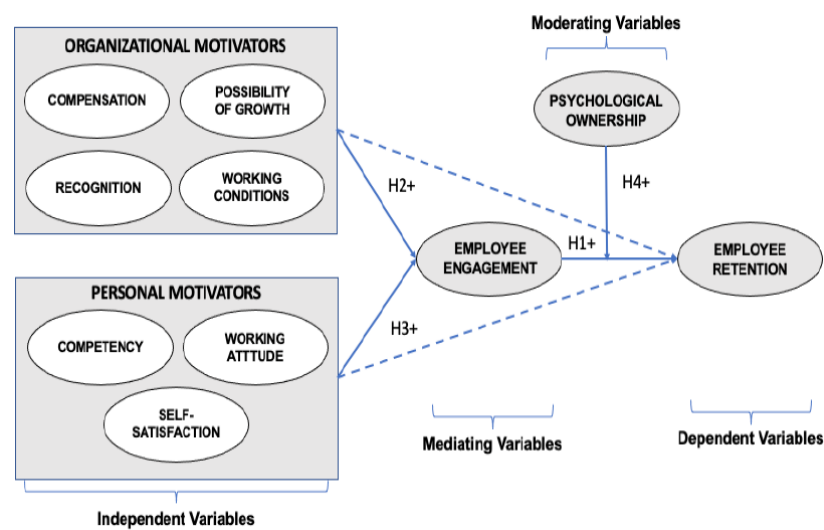 Moderating Variables
ORGANIZATIONAL MOTIVATORS
COMPENSATION
POSSIBILITY
OF GROWTH
RECOGNITION
WORKING
CONDITIONS
PSYCHOLOGICAL
OWNERSHIP
H2+
H4+
EMPLOYEE
ENGAGEMENT
H1+
EMPLOYEE
RETENTION
PERSONAL MOTIVATORS
COMPETENCY
WORKING
ATTTUDE
SELF-
SATISFACTION
H3+
Mediating Variables
Dependent Variables
Independent Variables